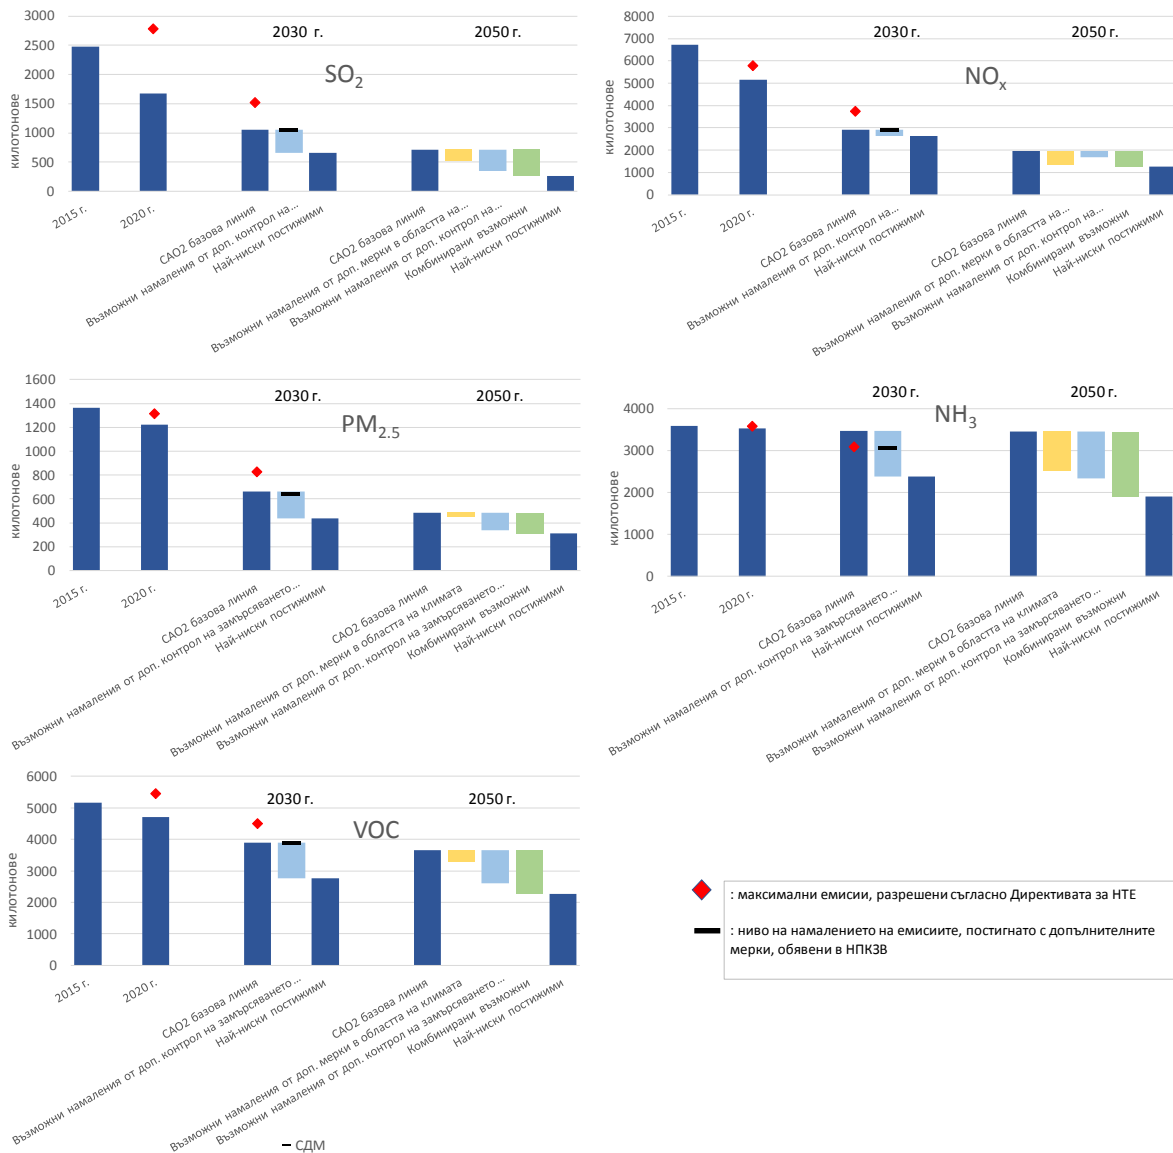 3000
2500
2000
1500
1000
500
0
килотонове
2030 г.
2050 г.
SO2
2015 г.
2020 г.
CAO2 базова линия
Възможни намаления от доп. контрол на...
Най-ниски постижими
CAO2 базова линия
Възможни намаления от доп. мерки в областта на...
Възможни намаления от доп. контрол на...
Комбинирани възможни
Най-ниски постижими
8000
7000
6000
5000
4000
3000
2000
1000
0
килотонове
2030 г.
2050 г.
NOx
2015 г.
2020 г.
CAO2 базова линия
Възможни намаления от доп. контрол на...
Най-ниски постижими
CAO2 базова линия
Възможни намаления от доп. мерки в областта на...
Възможни намаления от доп. контрол на...
Комбинирани възможни
Най-ниски постижими
1600
1400
1200
1000
800
600
400
200
0
килотонове
2030 г.
2050 г.
PM2.5
2015 г.
2020 г.
CAO2 базова линия
Възможни намаления от доп. контрол на замърсяването...
Най-ниски постижими
CAO2 базова линия
Възможни намаления от доп. мерки в областта на климата
Възможни намаления от доп. контрол на замърсяването...
Комбинирани възможни
Най-ниски постижими
4000
3000
2000
1000
0
килотонове
2030 г.
2050 г.
NH3
2015 г.
2020 г.
CAO2 базова линия
Възможни намаления от доп. контрол на замърсяването...
Най-ниски постижими
CAO2 базова линия
Възможни намаления от доп. мерки в областта на климата
Възможни намаления от доп. контрол на замърсяването...
Комбинирани възможни
Най-ниски постижими
6000
5000
4000
3000
2000
1000
0
килотонове
2030 г.
2050 г.
VOC
2015 г.
2020 г.
CAO2 базова линия
Възможни намаления от доп. контрол на замърсяването...
Най-ниски постижими
CAO2 базова линия
Възможни намаления от доп. мерки в областта на климата
Възможни намаления от доп. контрол на замърсяването...
Комбинирани възможни
Най-ниски постижими
СДМ
: максимални емисии, разрешени съгласно Директивата за НТЕ
: ниво на намалението на емисиите, постигнато с допълнителните
мерки, обявени в НПКЗВ